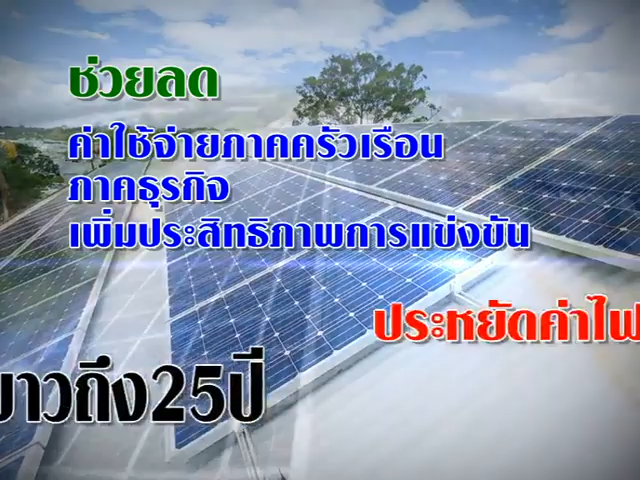 ช่วยลด
ค่าใช้จ่ายภาคครัวเรือน
ภาคธุรกิจ
เพิ่มประสิทธิภาพการแข่งขัน
ประหยัดค่าไฟ
ยาวถึง25ปี